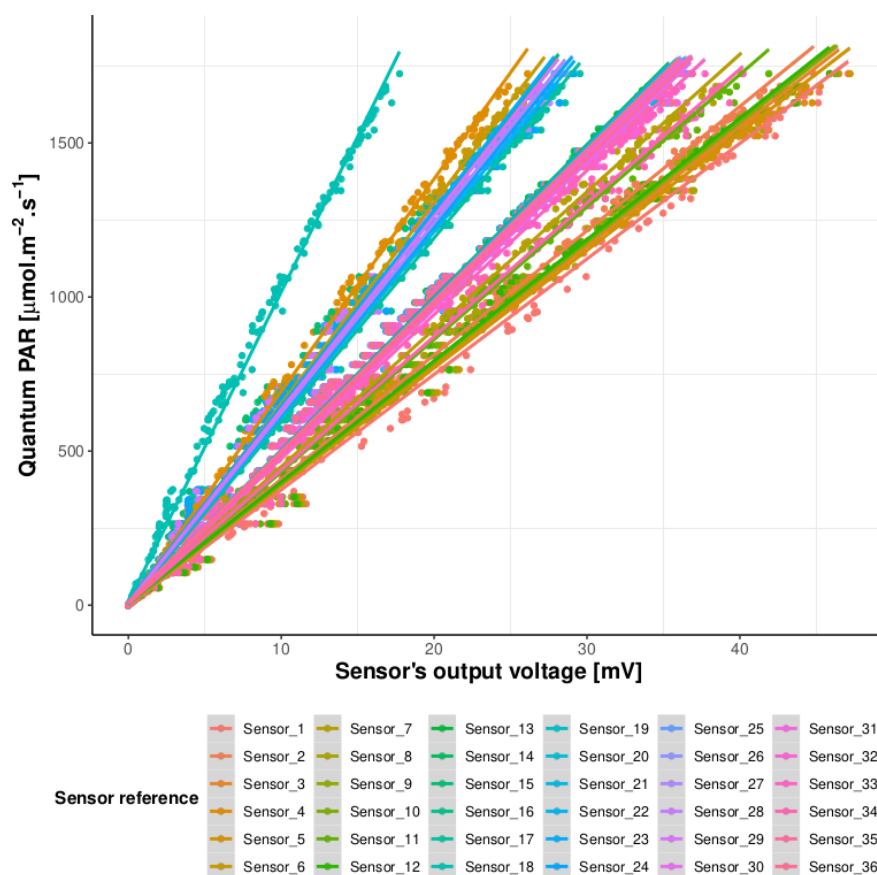 1500
1000
500
0
Quantum PAR [μmol.m⁻².s⁻¹]
0 10 20 30 40
Sensor's output voltage [mV]
Sensor reference
Sensor_1 Sensor_7 Sensor_13 Sensor_19 Sensor_25 Sensor_31
Sensor_2 Sensor_8 Sensor_14 Sensor_20 Sensor_26 Sensor_32
Sensor_3 Sensor_9 Sensor_15 Sensor_21 Sensor_27 Sensor_33
Sensor_4 Sensor_10 Sensor_16 Sensor_22 Sensor_28 Sensor_34
Sensor_5 Sensor_11 Sensor_17 Sensor_23 Sensor_29 Sensor_35
Sensor_6 Sensor_12 Sensor_18 Sensor_24 Sensor_30 Sensor_36